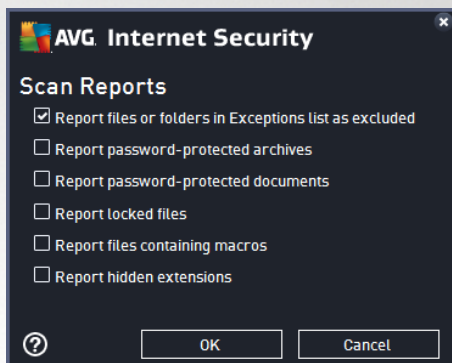 AVG. Internet Security
Scan Reports
Report files or folders in Exceptions list as excluded
Report password-protected archives
Report password-protected documents
Report locked files
Report files containing macros
Report hidden extensions
? OK Cancel